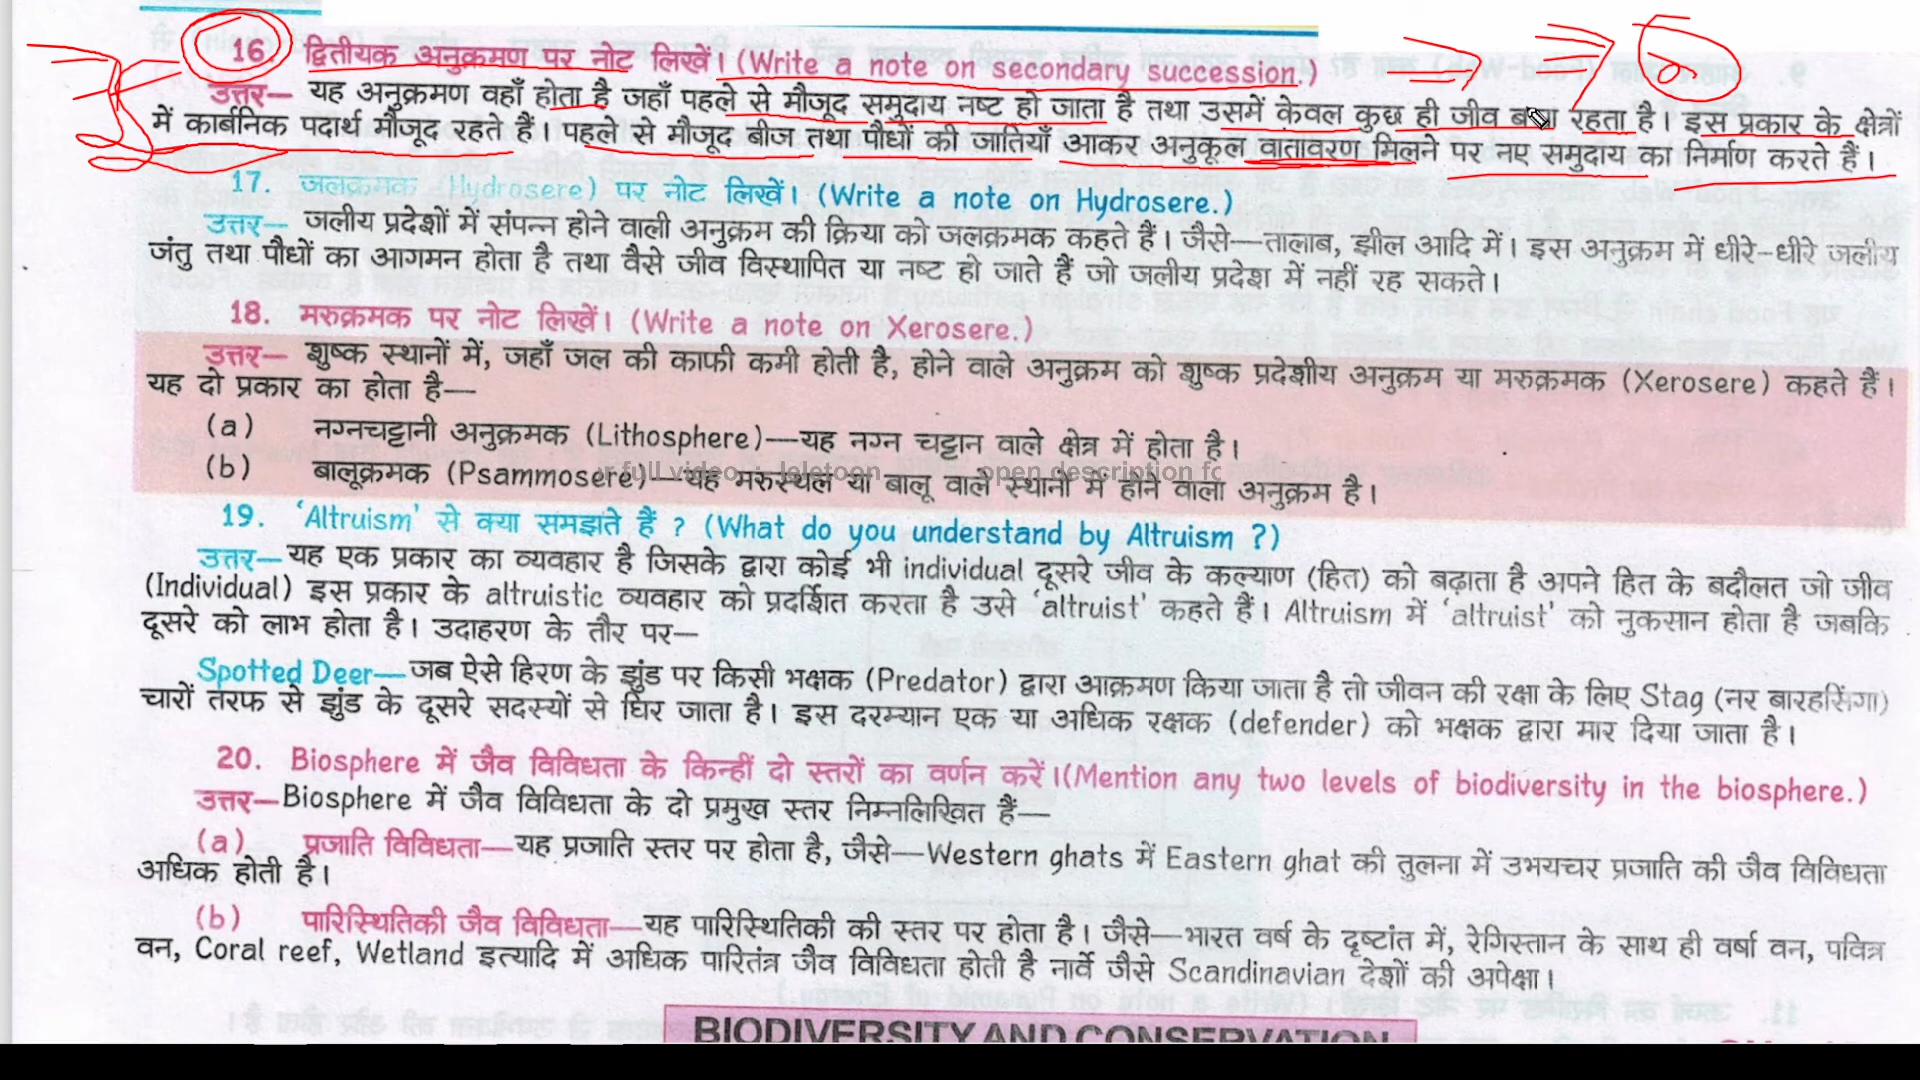 16. द्वितीयक अनुक्रमण पर नोट लिखें। (Write a note on secondary succession.)
उत्तर— यह अनुक्रमण वहाँ होता है जहाँ पहले से मौजूद समुदाय नष्ट हो जाता है तथा उसमें केवल कुछ ही जीव बचा रहता है। इस प्रकार के क्षेत्रों
में कार्बनिक पदार्थ मौजूद रहते हैं। पहले से मौजूद बीज तथा पौधों की जातियाँ आकर अनुकूल वातावरण मिलने पर नए समुदाय का निर्माण करते हैं।
17. जलक्रमक (Hydrosere) पर नोट लिखें। (Write a note on Hydrosere.)
उत्तर— जलीय प्रदेशों में संपन्न होने वाली अनुक्रम की क्रिया को जलक्रमक कहते हैं। जैसे—तालाब, झील आदि में। इस अनुक्रम में धीरे-धीरे जलीय
जंतु तथा पौधों का आगमन होता है तथा वैसे जीव विस्थापित या नष्ट हो जाते हैं जो जलीय प्रदेश में नहीं रह सकते।
18. मरुक्रमक पर नोट लिखें। (Write a note on Xerosere.)
उत्तर— शुष्क स्थानों में, जहाँ जल की काफी कमी होती है, होने वाले अनुक्रम को शुष्क प्रदेशीय अनुक्रम या मरुक्रमक (Xerosere) कहते हैं।
यह दो प्रकार का होता है—
(a) नग्नचट्टानी अनुक्रमक (Lithosphere)—यह नग्न चट्टान वाले क्षेत्र में होता है।
(b) बालूक्रमक (Psammosere)—यह मरुस्थल या बालू वाले स्थानों में होने वाला अनुक्रम है।
r full video : leletoon open description fo
19. 'Altruism' से क्या समझते हैं ? (What do you understand by Altruism ?)
उत्तर—यह एक प्रकार का व्यवहार है जिसके द्वारा कोई भी individual दूसरे जीव के कल्याण (हित) को बढ़ाता है अपने हित के बदौलत जो जीव
(Individual) इस प्रकार के altruistic व्यवहार को प्रदर्शित करता है उसे 'altruist' कहते हैं। Altruism में 'altruist' को नुकसान होता है जबकि
दूसरे को लाभ होता है। उदाहरण के तौर पर—
Spotted Deer—जब ऐसे हिरण के झुंड पर किसी भक्षक (Predator) द्वारा आक्रमण किया जाता है तो जीवन की रक्षा के लिए Stag (नर बारहसिंगा)
चारों तरफ से झुंड के दूसरे सदस्यों से घिर जाता है। इस दरम्यान एक या अधिक रक्षक (defender) को भक्षक द्वारा मार दिया जाता है।
20. Biosphere में जैव विविधता के किन्हीं दो स्तरों का वर्णन करें।(Mention any two levels of biodiversity in the biosphere.)
उत्तर—Biosphere में जैव विविधता के दो प्रमुख स्तर निम्नलिखित हैं—
(a) प्रजाति विविधता—यह प्रजाति स्तर पर होता है, जैसे—Western ghats में Eastern ghat की तुलना में उभयचर प्रजाति की जैव विविधता
अधिक होती है।
(b) पारिस्थितिकी जैव विविधता—यह पारिस्थितिकी की स्तर पर होता है। जैसे—भारत वर्ष के दृष्टांत में, रेगिस्तान के साथ ही वर्षा वन, पवित्र
वन, Coral reef, Wetland इत्यादि में अधिक पारितंत्र जैव विविधता होती है नार्वे जैसे Scandinavian देशों की अपेक्षा।
BIODIVERSITY AND CONSERVATION